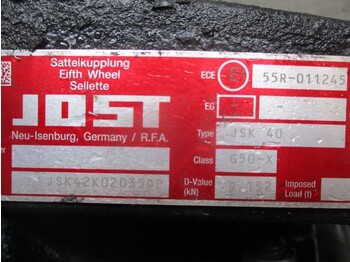 Sattelkupplung
Fifth Wheel
Sellette
JOST
Neu-Isenburg, Germany / R.F.A.
ECE E 55R-011245
EG - -
Type JSK 40
Class G50-X
D-Value (kN) 152
Imposed Load (t)